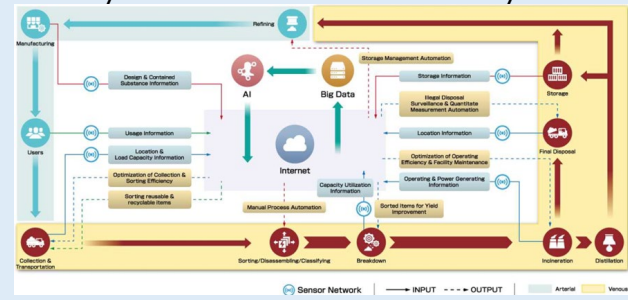 Manufacturing
Refining
Storage Management Automation
Design & Contained
Substance Information
AI
Big Data
Storage Information
Storage
Illegal Disposal
Surveillance & Quantitate
Measurement Automation
Users
Usage Information
Location Information
Final Disposal
Location &
Load Capacity Information
Internet
Optimization of Operating
Efficiency & Facility Maintenance
Optimization of Collection &
Sorting Efficiency
Capacity Utilization
Information
Operating & Power Generating
Information
Sorting reusable &
recyclable items
Manual Process Automation
Sorted Items for Yield
Improvement
Collection &
Transportation
Sorting/Disassembling/Classifying
Breakdown
Incineration
Distillation
Sensor Network
INPUT
OUTPUT
Arterial
Venous